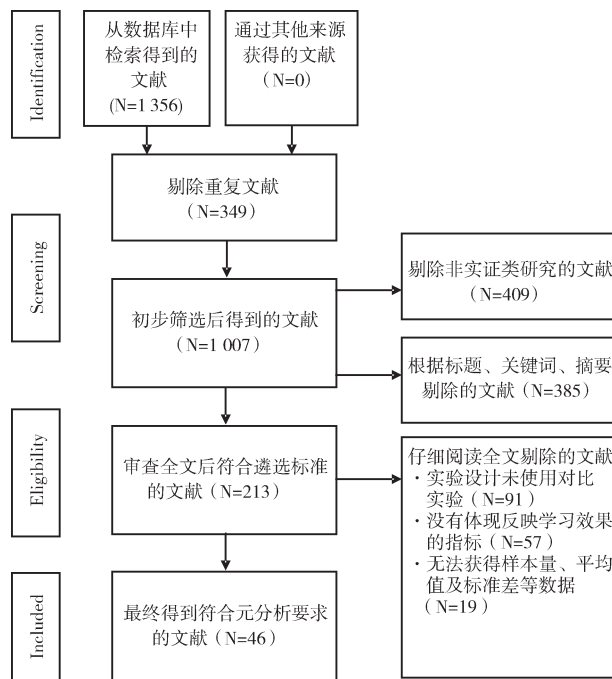 Identification
从数据库中
检索得到的
文献
(N=1 356)
通过其他来源
获得的文献
(N=0)
剔除重复文献
(N=349)
Screening
初步筛选后得到的文献
(N=1 007)
剔除非实证类研究的文献
(N=409)
根据标题、关键词、摘要
剔除的文献(N=385)
Eligibility
审查全文后符合遴选标准
的文献(N=213)
仔细阅读全文剔除的文献
·实验设计未使用对比
实验(N=91)
·没有体现反映学习效果
的指标(N=57)
·无法获得样本量、平均
值及标准差等数据
(N=19)
Included
最终得到符合元分析要求
的文献(N=46)